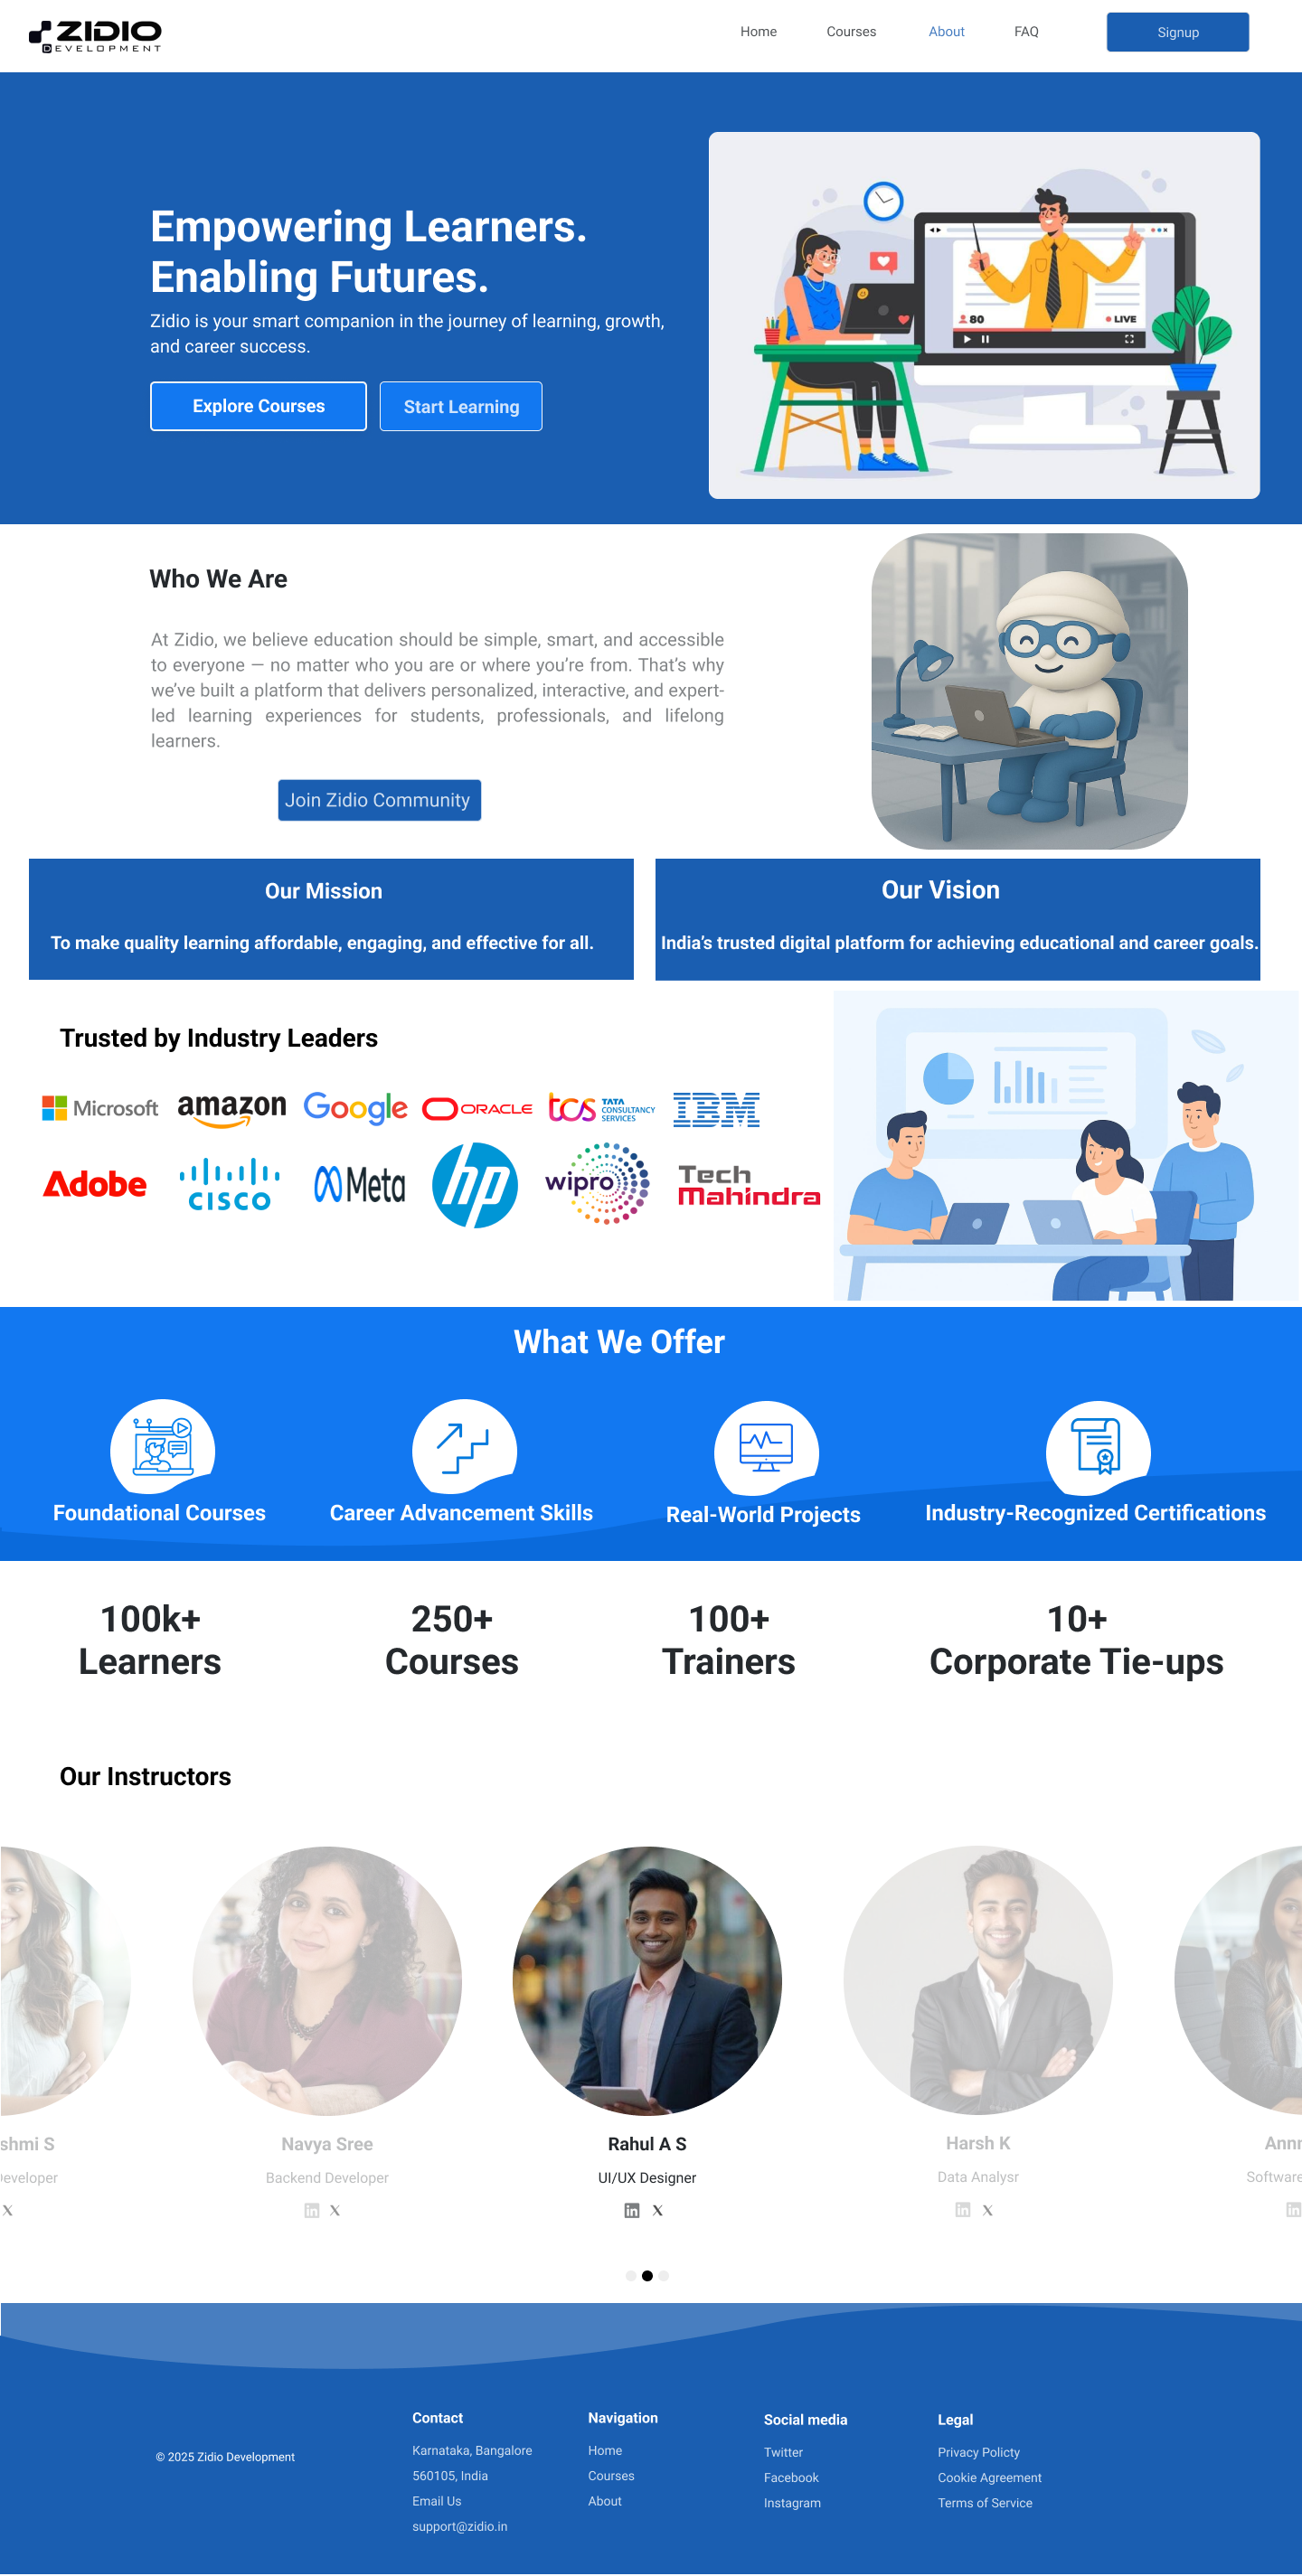 ZIDIO
DEVELOPMENT
Home
Courses
About
FAQ
Signup
Empowering Learners.
Enabling Futures.
Zidio is your smart companion in the journey of learning, growth,
and career success.
Explore Courses
Start Learning
80
LIVE
Who We Are
At Zidio, we believe education should be simple, smart, and accessible
to everyone — no matter who you are or where you’re from. That’s why
we’ve built a platform that delivers personalized, interactive, and expert-
led learning experiences for students, professionals, and lifelong
learners.
Join Zidio Community
Our Mission
To make quality learning affordable, engaging, and effective for all.
Our Vision
India’s trusted digital platform for achieving educational and career goals.
Trusted by Industry Leaders
Microsoft
amazon
Google
ORACLE
tcs TATA
CONSULTANCY
SERVICES
IBM
Adobe
CISCO
Meta
hp
wipro
Tech
Mahindra
What We Offer
Foundational Courses
Career Advancement Skills
Real-World Projects
Industry-Recognized Certifications
100k+
Learners
250+
Courses
100+
Trainers
10+
Corporate Tie-ups
Our Instructors
shmi S
eveloper
X
Navya Sree
Backend Developer
in X
Rahul A S
UI/UX Designer
in X
Harsh K
Data Analysr
in X
Ann
Software
in
© 2025 Zidio Development
Contact
Karnataka, Bangalore
560105, India
Email Us
support@zidio.in
Navigation
Home
Courses
About
Social media
Twitter
Facebook
Instagram
Legal
Privacy Policty
Cookie Agreement
Terms of Service